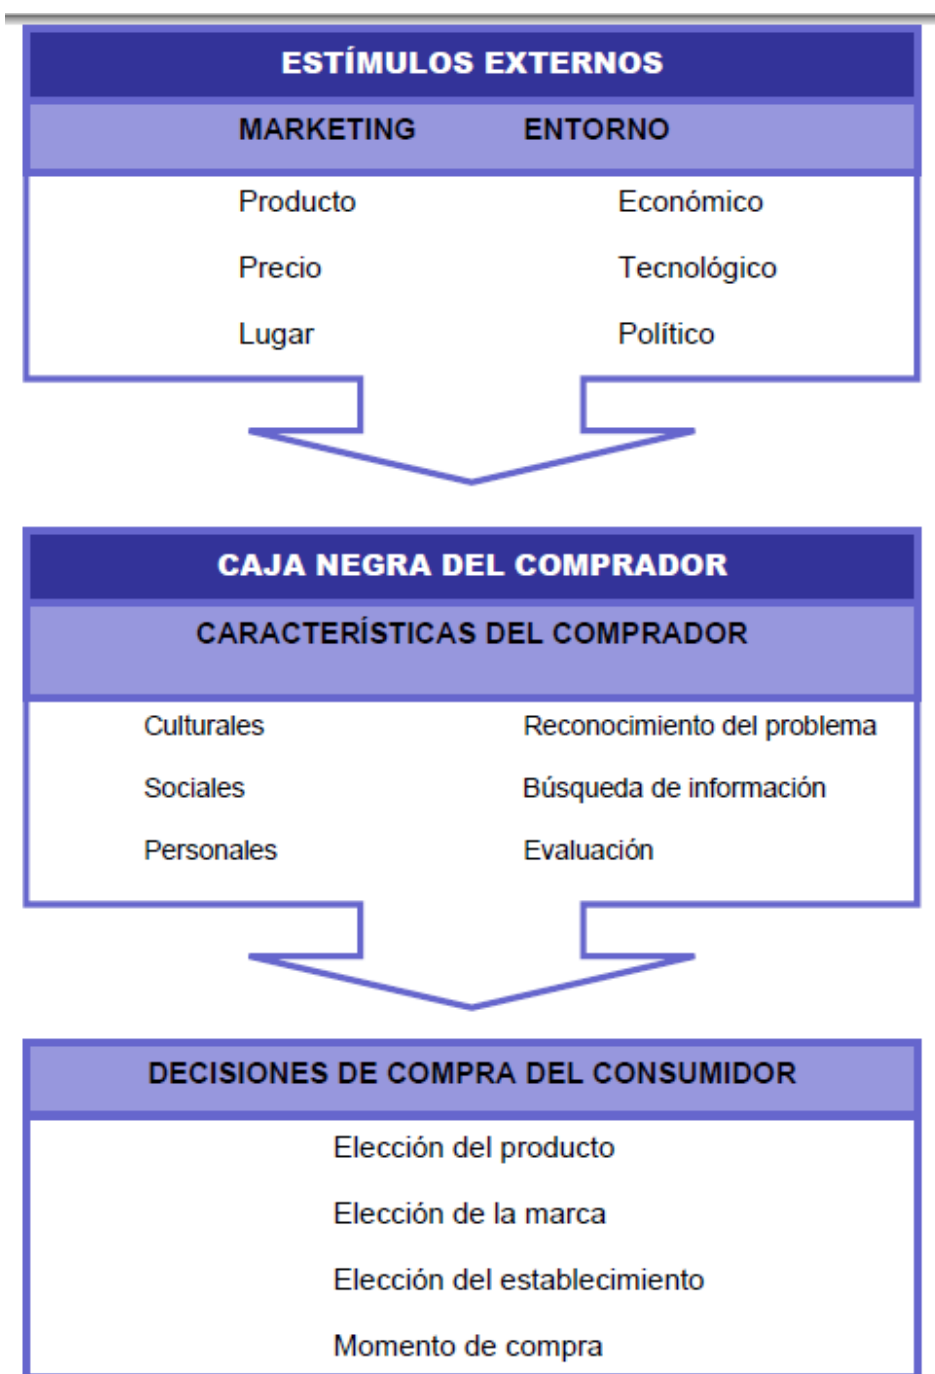 ESTÍMULOS EXTERNOS
MARKETING ENTORNO
Producto Económico
Precio Tecnológico
Lugar Político
CAJA NEGRA DEL COMPRADOR
CARACTERÍSTICAS DEL COMPRADOR
Culturales Reconocimiento del problema
Sociales Búsqueda de información
Personales Evaluación
DECISIONES DE COMPRA DEL CONSUMIDOR
Elección del producto
Elección de la marca
Elección del establecimiento
Momento de compra